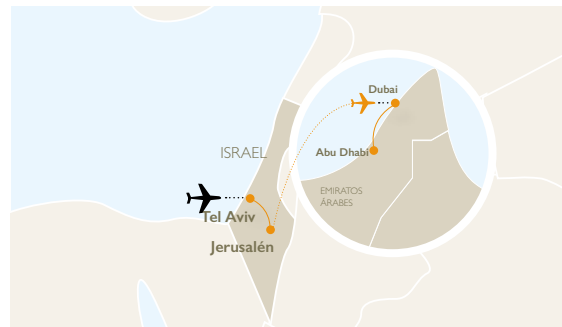 Dubai
ISRAEL
Abu Dhabi
EMIRATOS
ÁRABES
Tel Aviv
Jerusalén